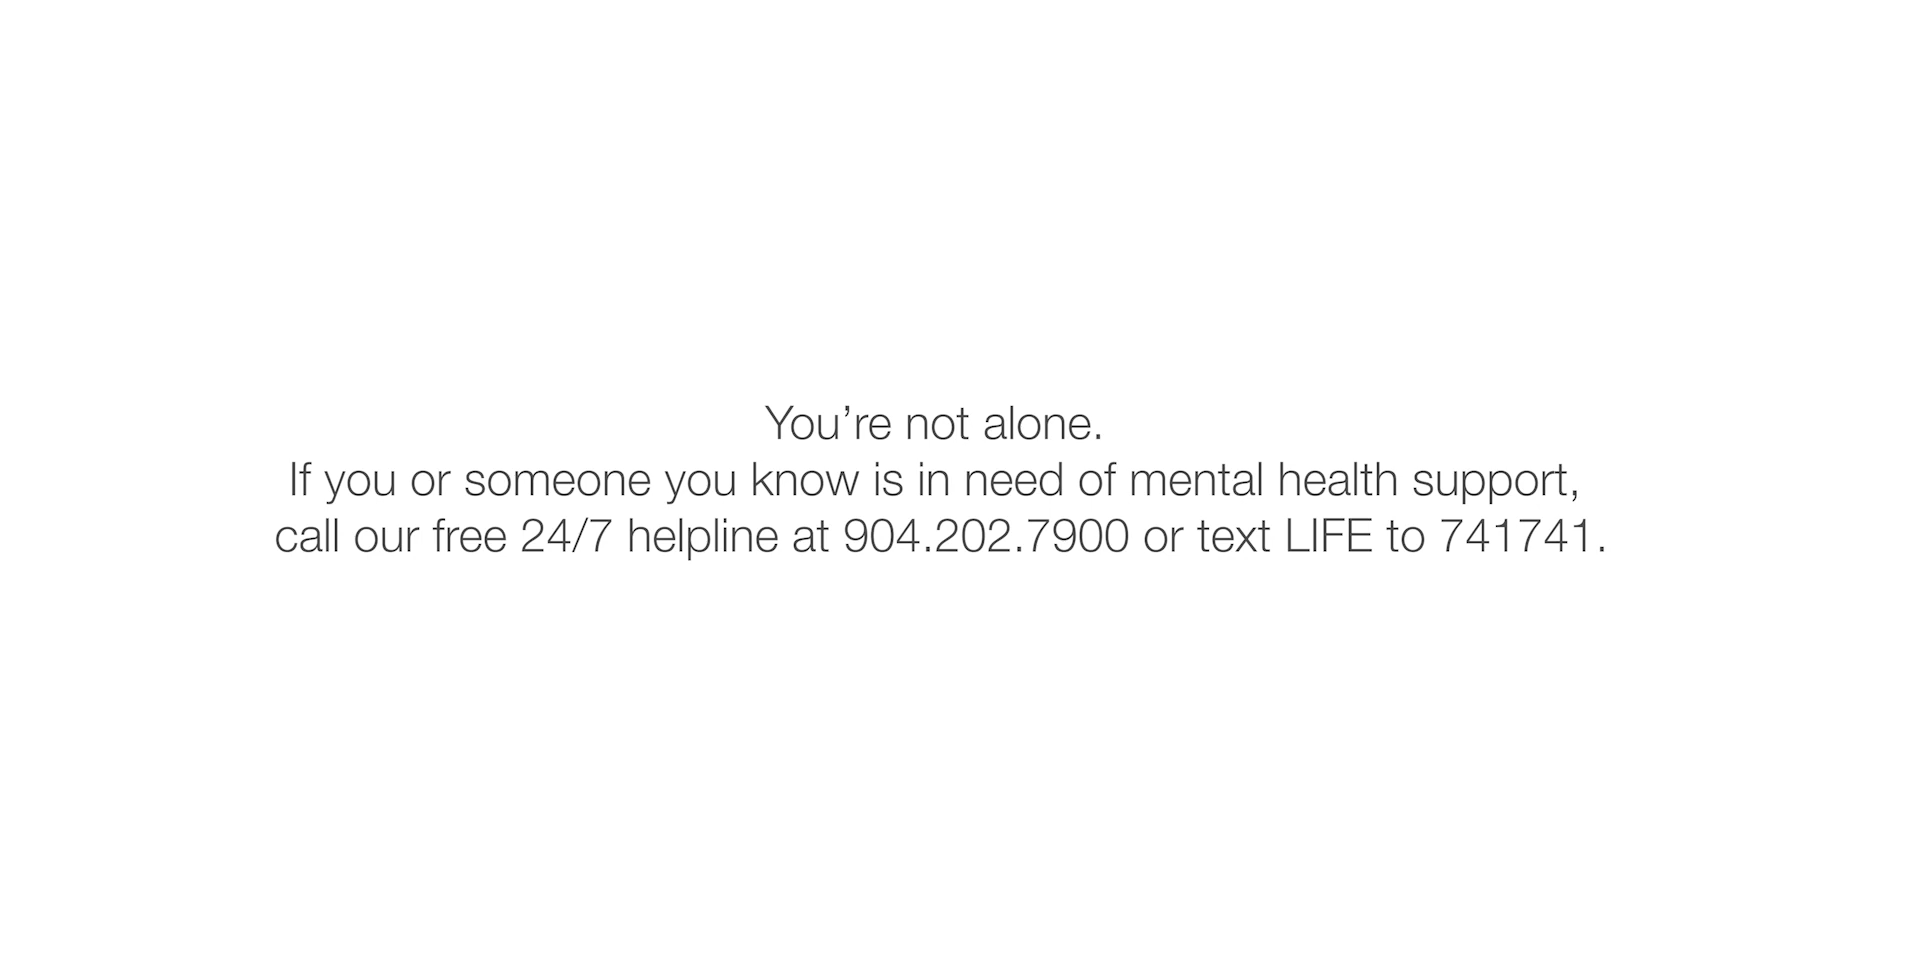 You’re not alone.
If you or someone you know is in need of mental health support,
call our free 24/7 helpline at 904.202.7900 or text LIFE to 741741.